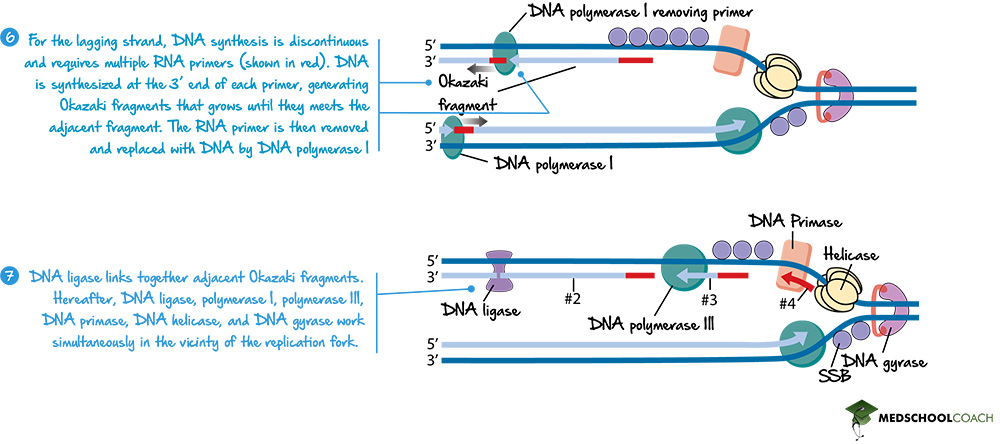 6
For the lagging strand, DNA synthesis is discontinuous
and requires multiple RNA primers (shown in red). DNA
is synthesized at the 3' end of each primer, generating
Okazaki fragments that grows until they meets the
adjacent fragment. The RNA primer is then removed
and replaced with DNA by DNA polymerase I
DNA polymerase I removing primer
5'
3'
Okazaki
fragment
5'
3'
DNA polymerase I
7
DNA ligase links together adjacent Okazaki fragments.
Hereafter, DNA ligase, polymerase I, polymerase III,
DNA primase, DNA helicase, and DNA gyrase work
simultaneously in the vicinty of the replication fork.
DNA Primase
Helicase
5'
3'
DNA ligase
#2
DNA polymerase III
#3
#4
5'
3'
SSB
DNA gyrase
MEDSCHOOLCOACH